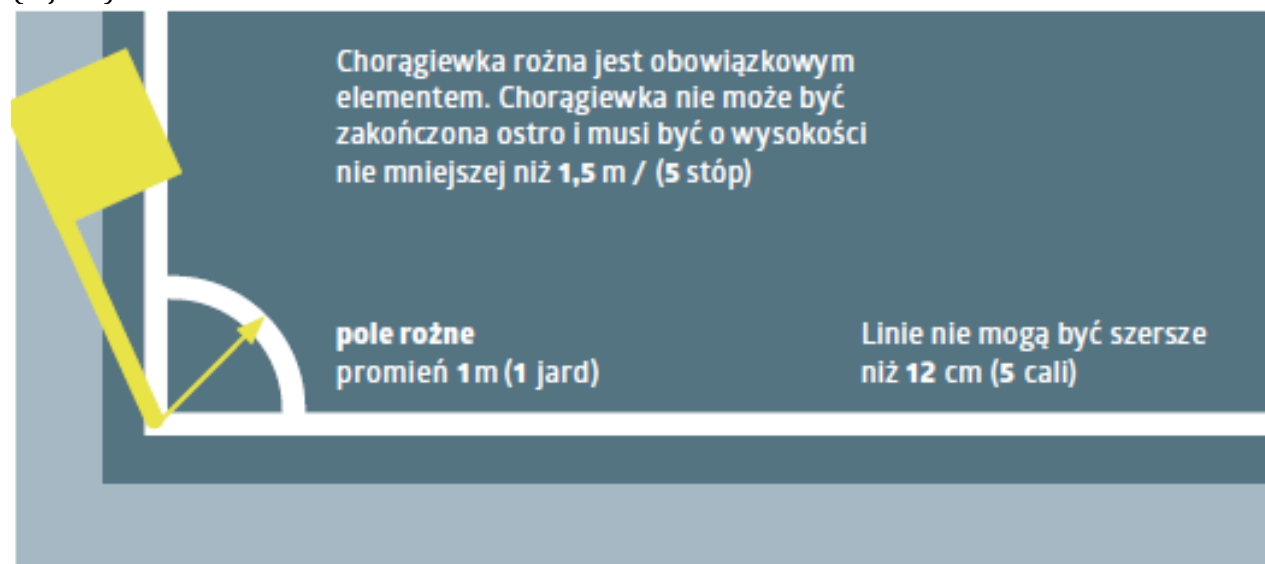 Chorągiewka rożna jest obowiązkowym
elementem. Chorągiewka nie może być
zakończona ostro i musi być o wysokości
nie mniejszej niż 1,5 m / (5 stóp)
pole rożne
promień 1 m (1 jard)
Linie nie mogą być szersze
niż 12 cm (5 cali)